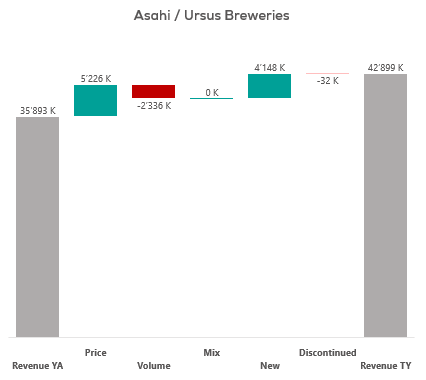 Asahi / Ursus Breweries
35'893 K
5'226 K
-2'336 K
0 K
4'148 K
-32 K
42'899 K
Revenue YA
Price
Volume
Mix
New
Discontinued
Revenue TY